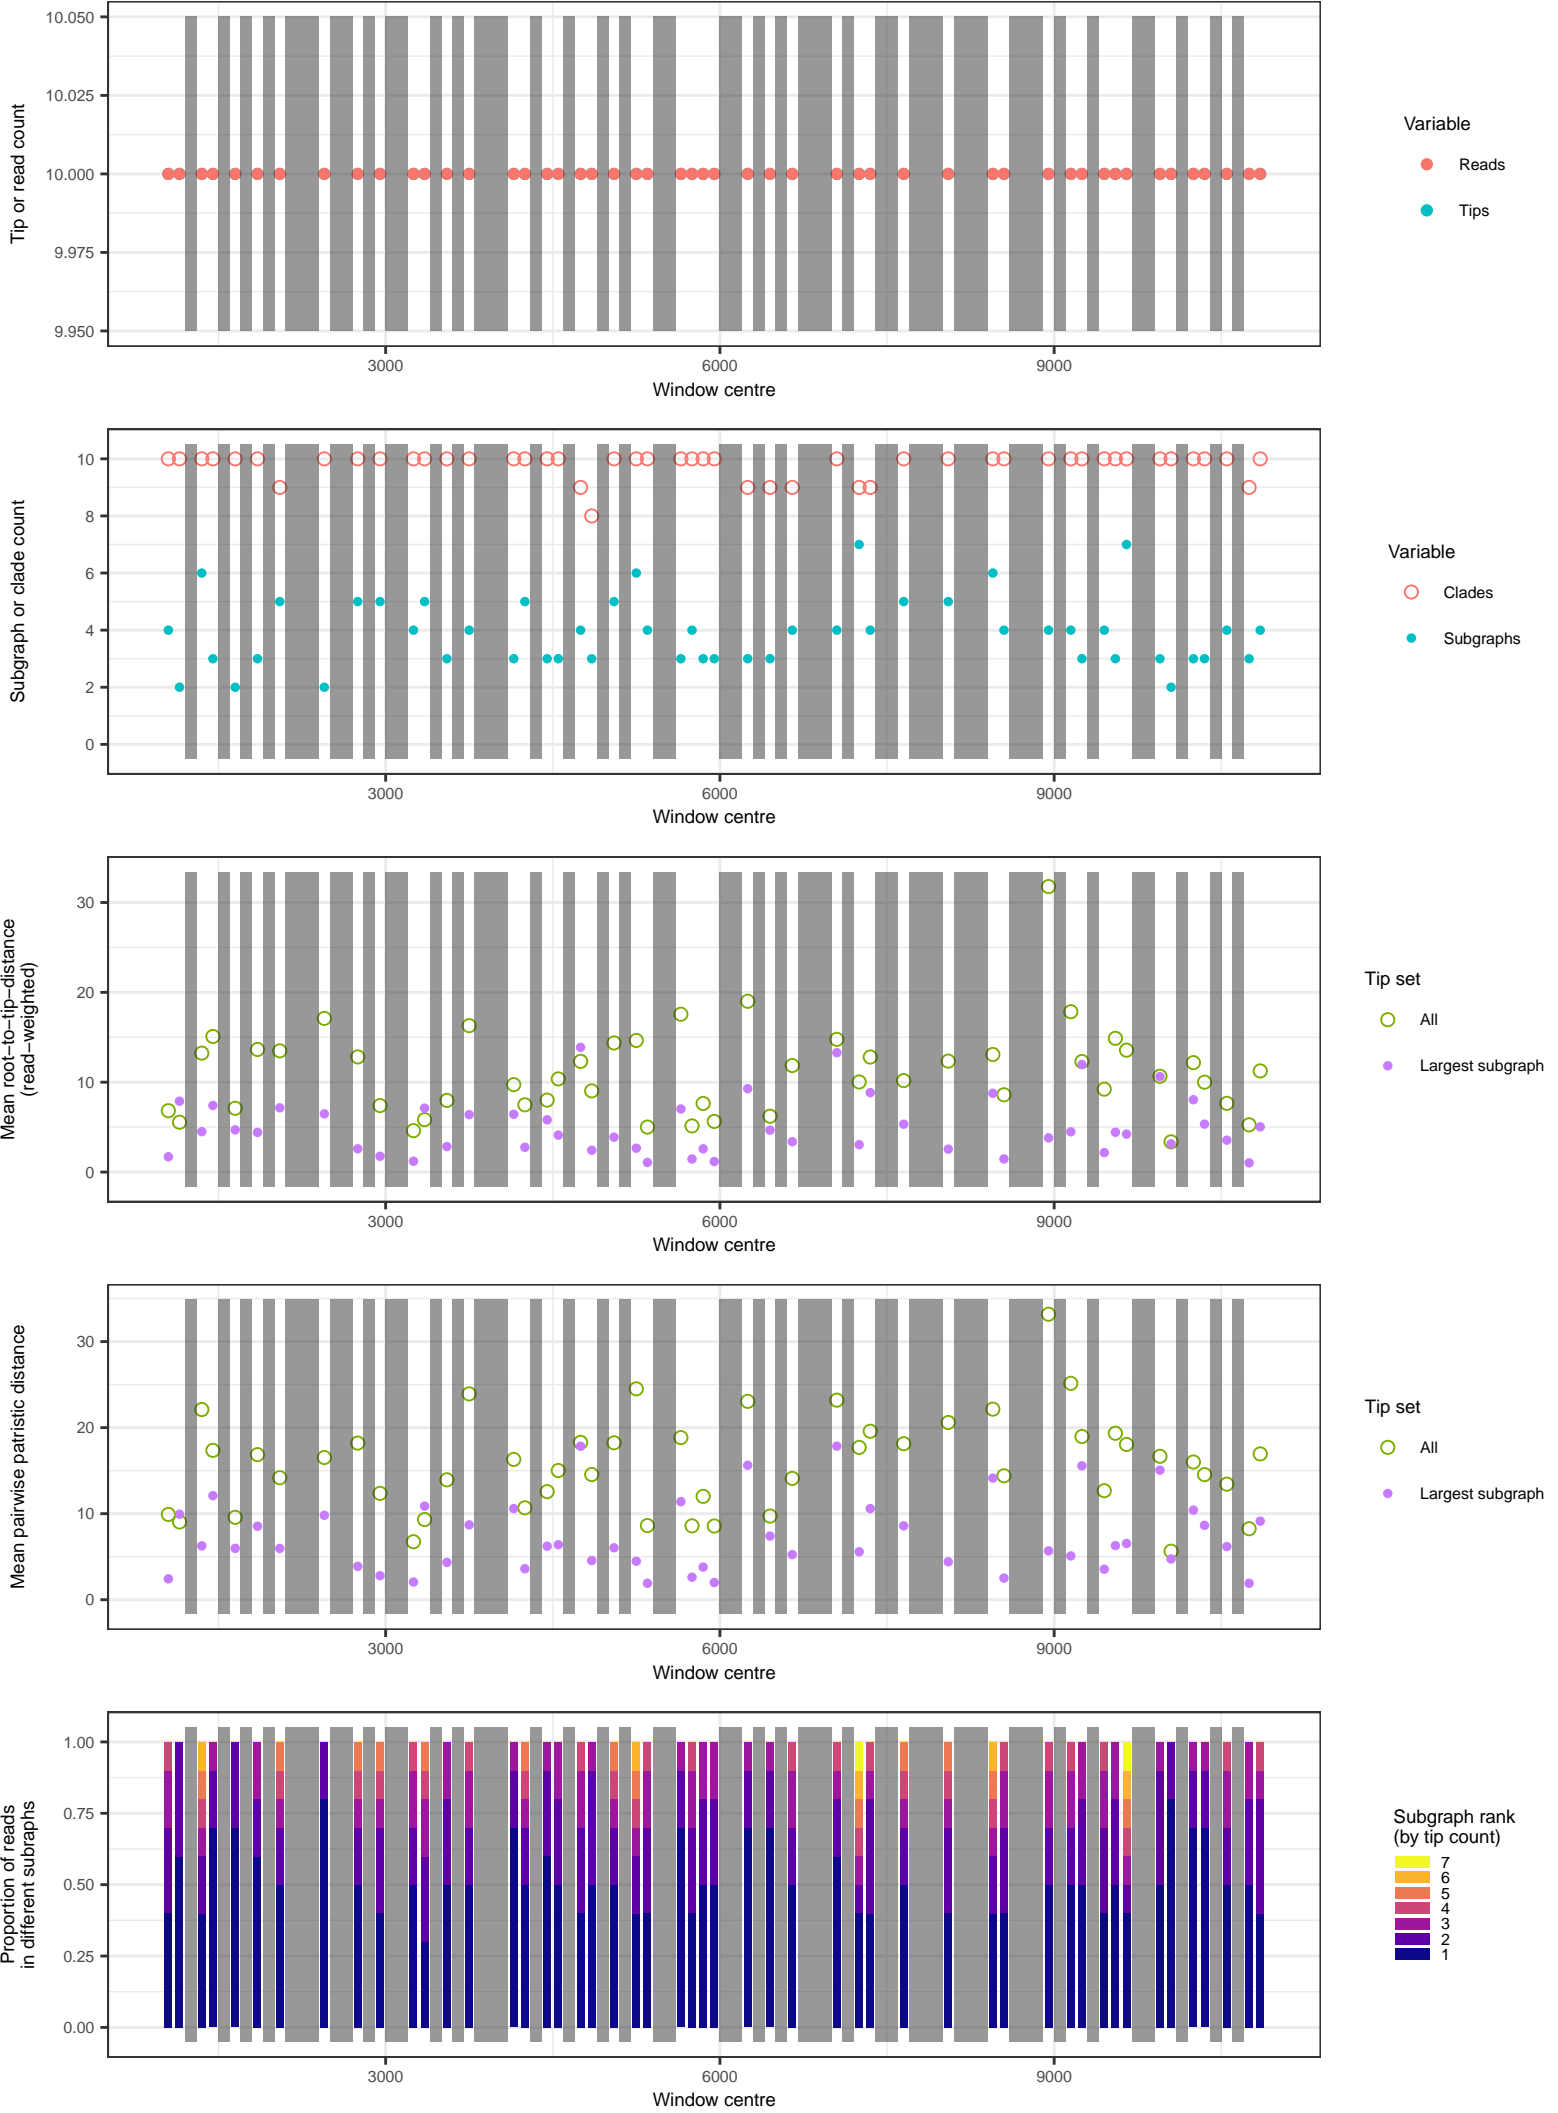 10.050
10.025
10.000
9.975
9.950
Tip or read count
3000 6000 9000
Window centre
Variable
Reads
Tips
10
8
6
4
2
0
Subgraph or clade count
3000 6000 9000
Window centre
Variable
Clades
Subgraphs
30
20
10
0
Mean root−to−tip−distance
(read−weighted)
3000 6000 9000
Window centre
Tip set
All
Largest subgraph
30
20
10
0
Mean pairwise patristic distance
3000 6000 9000
Window centre
Tip set
All
Largest subgraph
1.00
0.75
0.50
0.25
0.00
Proportion of reads
in different subraphs
3000 6000 9000
Window centre
Subgraph rank
(by tip count)
7
6
5
4
3
2
1